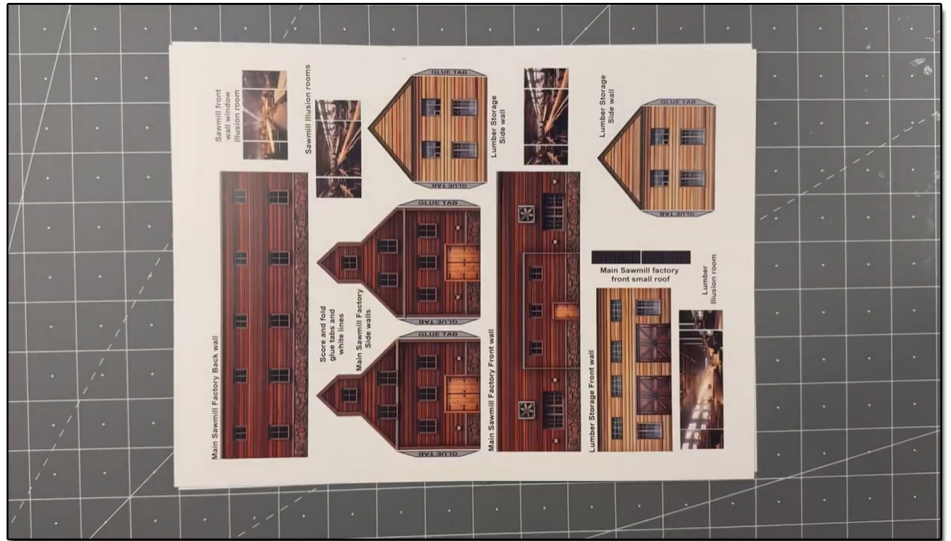 Sawmill front
wall window
illusion room
Sawmill Illusion rooms
GLUE TAB
GLUE TAB
Lumber Storage
Side wall
Lumber Storage
Side wall
GLUE TAB
GLUE TAB
Main Sawmill Factory Back wall
GLUE TAB
GLUE TAB
Score and fold
glue tabs and
white lines
Main Sawmill Factory
Side walls
GLUE TAB
GLUE TAB
Main Sawmill Factory Front wall
Main Sawmill factory
front small roof
Lumber Storage Front wall
Lumber
Illusion room